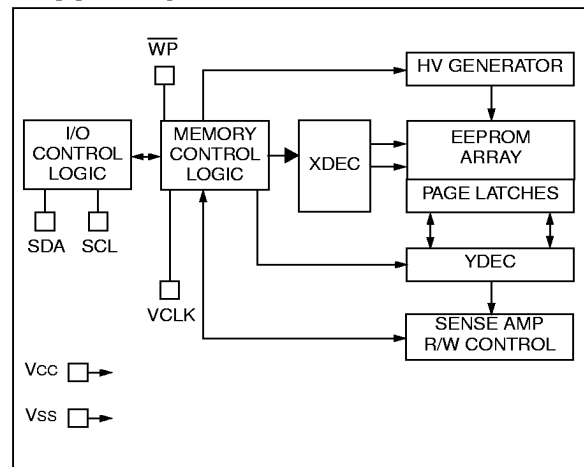 WP
HV GENERATOR
I/O
CONTROL
LOGIC
MEMORY
CONTROL
LOGIC
XDEC
EEPROM
ARRAY
PAGE LATCHES
SDA
SCL
VCLK
YDEC
SENSE AMP
R/W CONTROL
Vcc
Vss